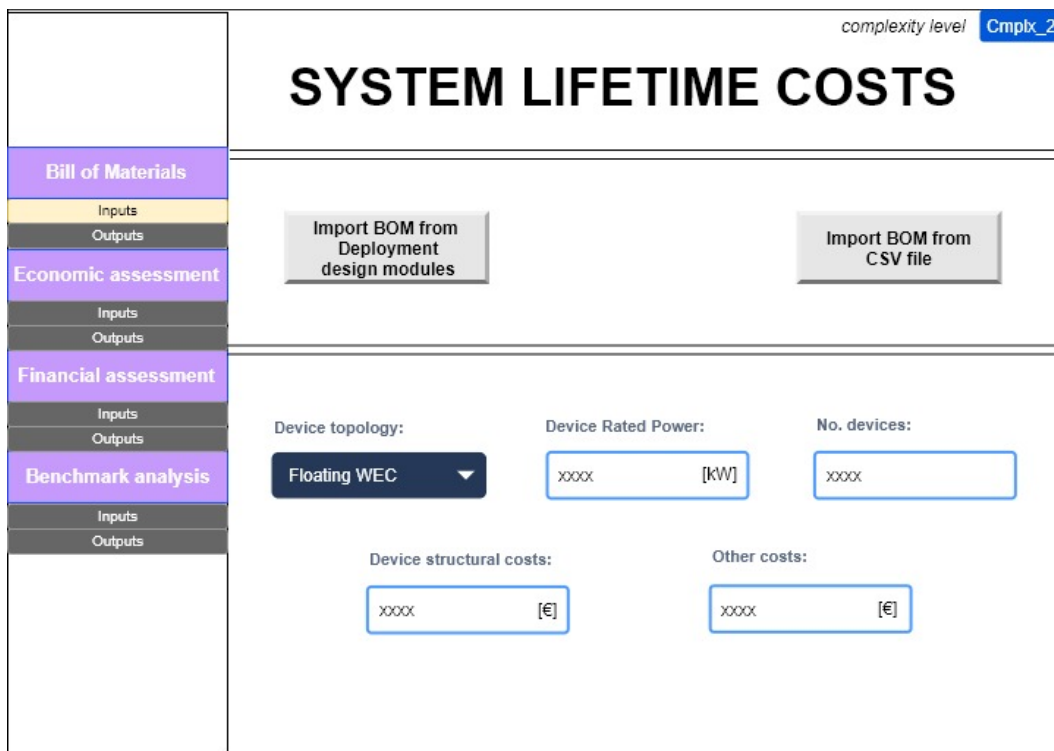 complexity level Cmplx_2
SYSTEM LIFETIME COSTS
Bill of Materials
Inputs
Outputs
Economic assessment
Inputs
Outputs
Financial assessment
Inputs
Outputs
Benchmark analysis
Inputs
Outputs
Import BOM from
Deployment
design modules
Import BOM from
CSV file
Device topology:
Floating WEC
Device Rated Power:
xxxx [kW]
No. devices:
xxxx
Device structural costs:
xxxx [€]
Other costs:
xxxx [€]